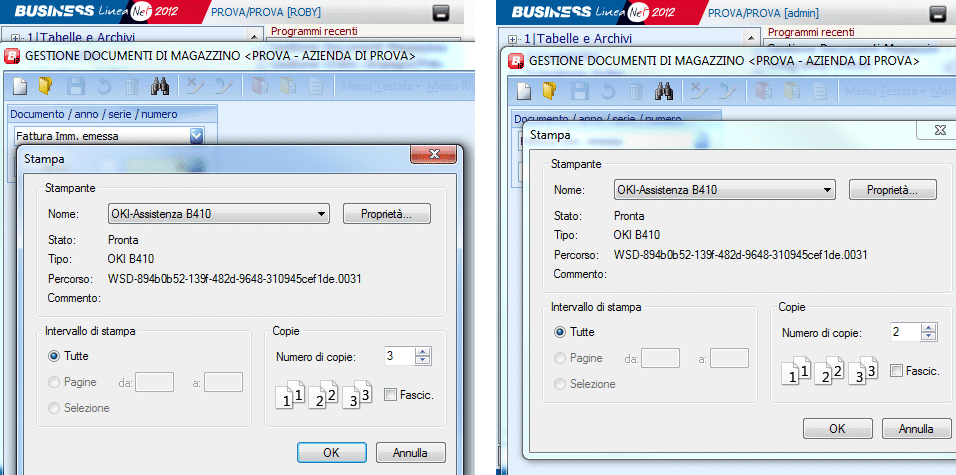 BUSINESS Linea Net 2012 PROVA/PROVA [ROBY]
1|Tabelle e Archivi
Programmi recenti
GESTIONE DOCUMENTI DI MAGAZZINO <PROVA - AZIENDA DI PROVA>
Menu Testata - Menu
Documento / anno / serie / numero
Fattura Imm. emessa
Stampa
Stampante
Nome: OKI-Assistenza B410 Proprietà...
Stato: Pronta
Tipo: OKI B410
Percorso: WSD-894b0b52-139f-482d-9648-310945cef1de.0031
Commento:
Intervallo di stampa
Tutte
Pagine da: a:
Selezione
Copie
Numero di copie: 3
1 1 2 2 3 3 Fascic.
OK Annulla
BUSINESS Linea Net 2012 PROVA/PROVA [admin]
1|Tabelle e Archivi
Programmi recenti
GESTIONE DOCUMENTI DI MAGAZZINO <PROVA - AZIENDA DI PROVA>
Menu Testata - Menu
Documento / anno / serie / numero
Stampa
Stampante
Nome: OKI-Assistenza B410 Proprietà...
Stato: Pronta
Tipo: OKI B410
Percorso: WSD-894b0b52-139f-482d-9648-310945cef1de.0031
Commento:
Intervallo di stampa
Tutte
Pagine da: a:
Selezione
Copie
Numero di copie: 2
1 1 2 2 3 3 Fascic.
OK Annulla